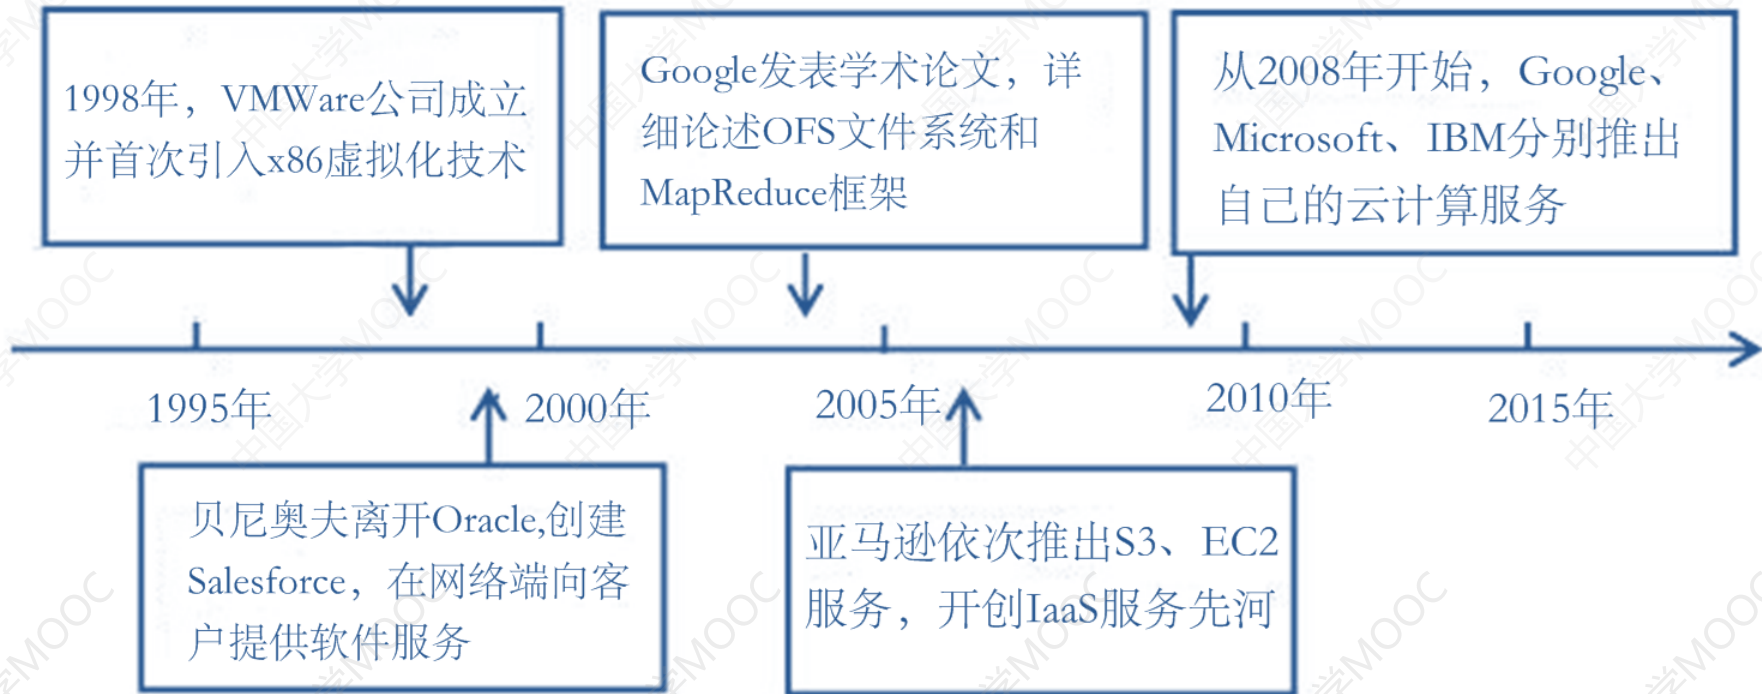 1998年，VMWare公司成立
并首次引入x86虚拟化技术
Google发表学术论文，详
细论述OFS文件系统和
MapReduce框架
从2008年开始，Google、
Microsoft、IBM分别推出
自己的云计算服务
1995年
2000年
2005年
2010年
2015年
贝尼奥夫离开Oracle,创建
Salesforce，在网络端向客
户提供软件服务
亚马逊依次推出S3、EC2
服务，开创IaaS服务先河
中国大学MOOC